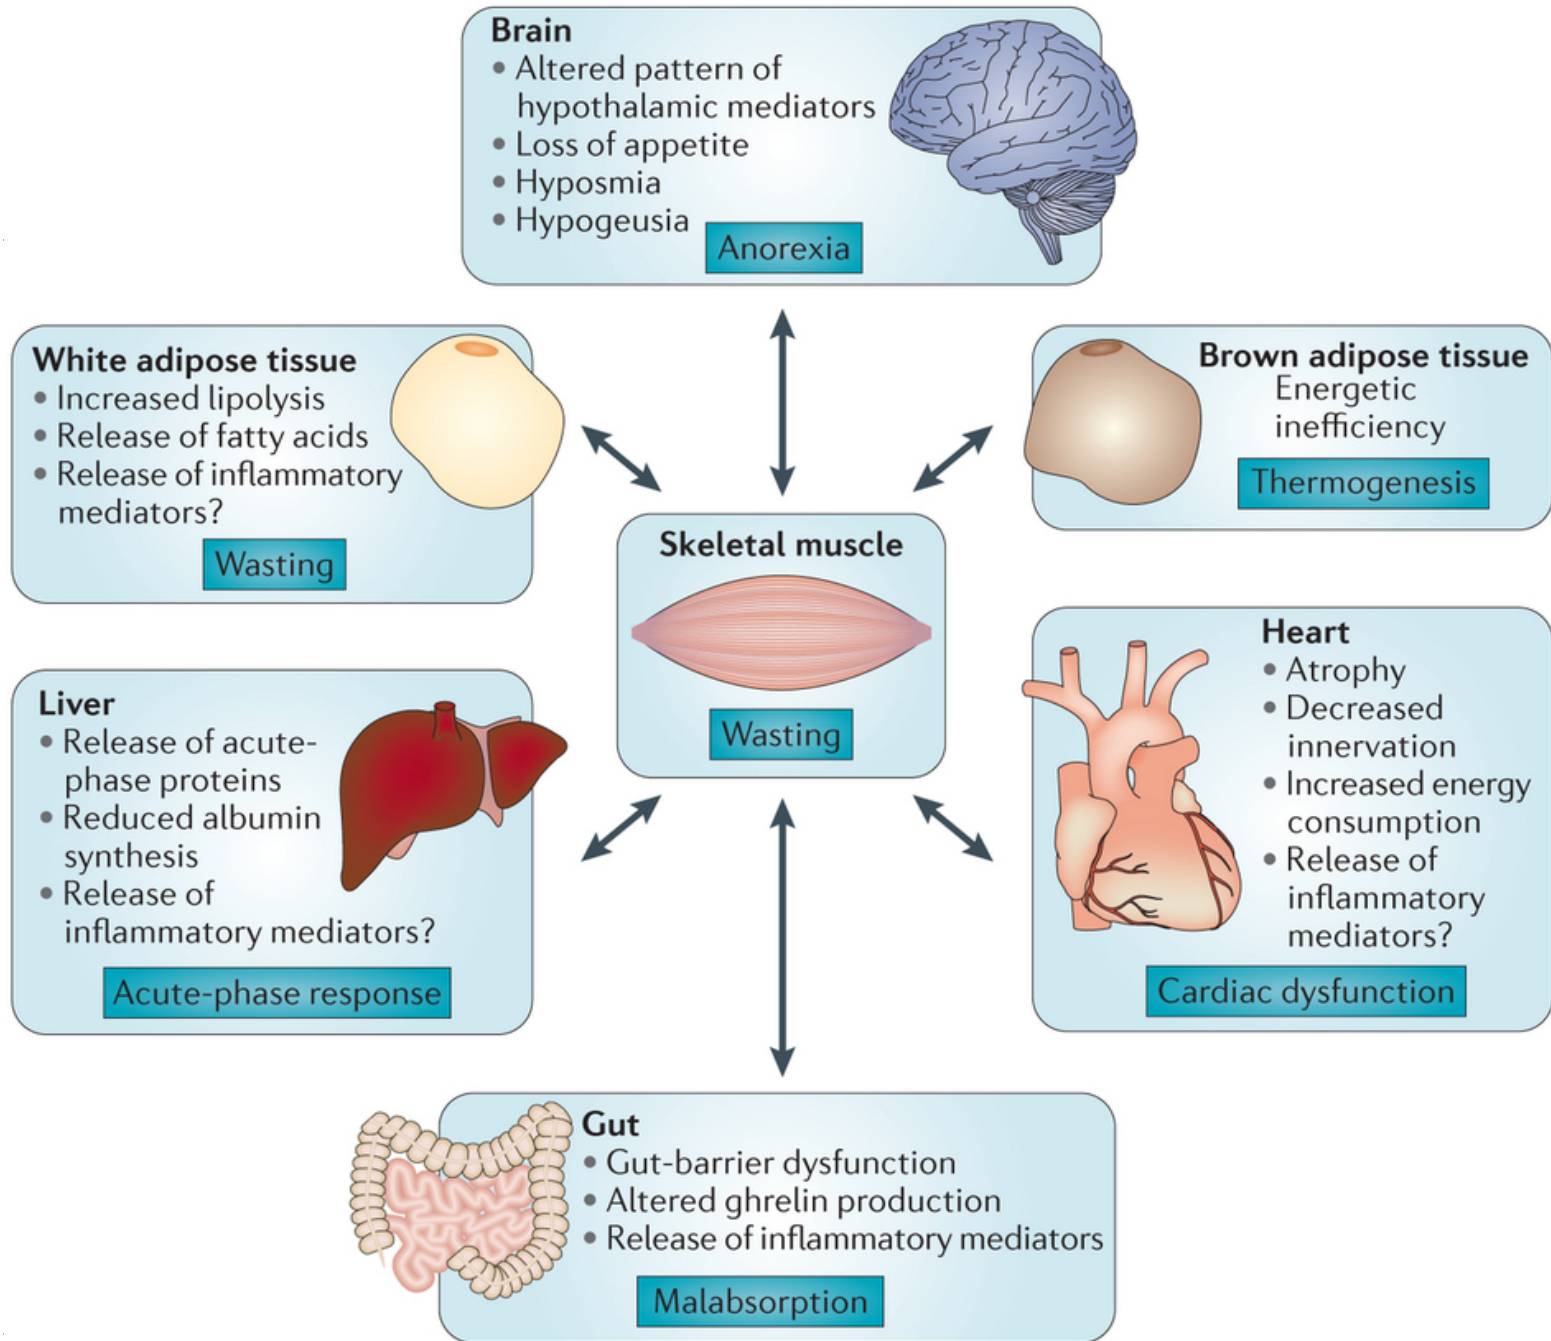 Brain
• Altered pattern of
hypothalamic mediators
• Loss of appetite
• Hyposmia
• Hypogeusia
Anorexia
White adipose tissue
• Increased lipolysis
• Release of fatty acids
• Release of inflammatory
mediators?
Wasting
Brown adipose tissue
Energetic
inefficiency
Thermogenesis
Skeletal muscle
Wasting
Liver
• Release of acute-
phase proteins
• Reduced albumin
synthesis
• Release of
inflammatory mediators?
Acute-phase response
Heart
• Atrophy
• Decreased
innervation
• Increased energy
consumption
• Release of
inflammatory
mediators?
Cardiac dysfunction
Gut
• Gut-barrier dysfunction
• Altered ghrelin production
• Release of inflammatory mediators
Malabsorption